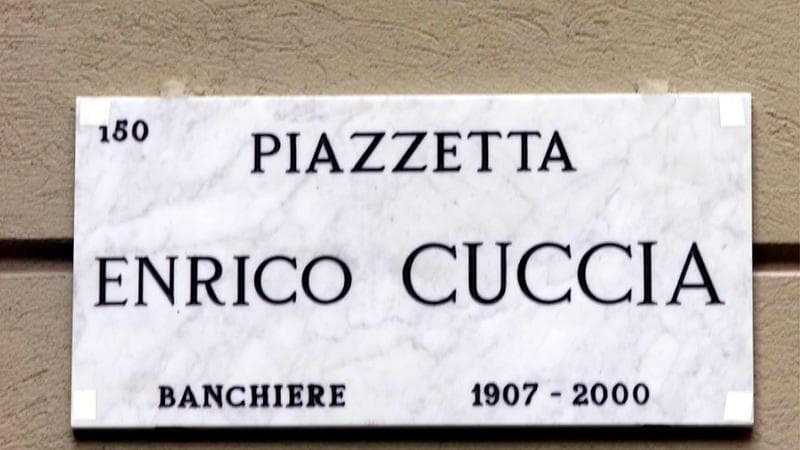 150
PIAZZETTA
ENRICO CUCCIA
BANCHIERE 1907 - 2000